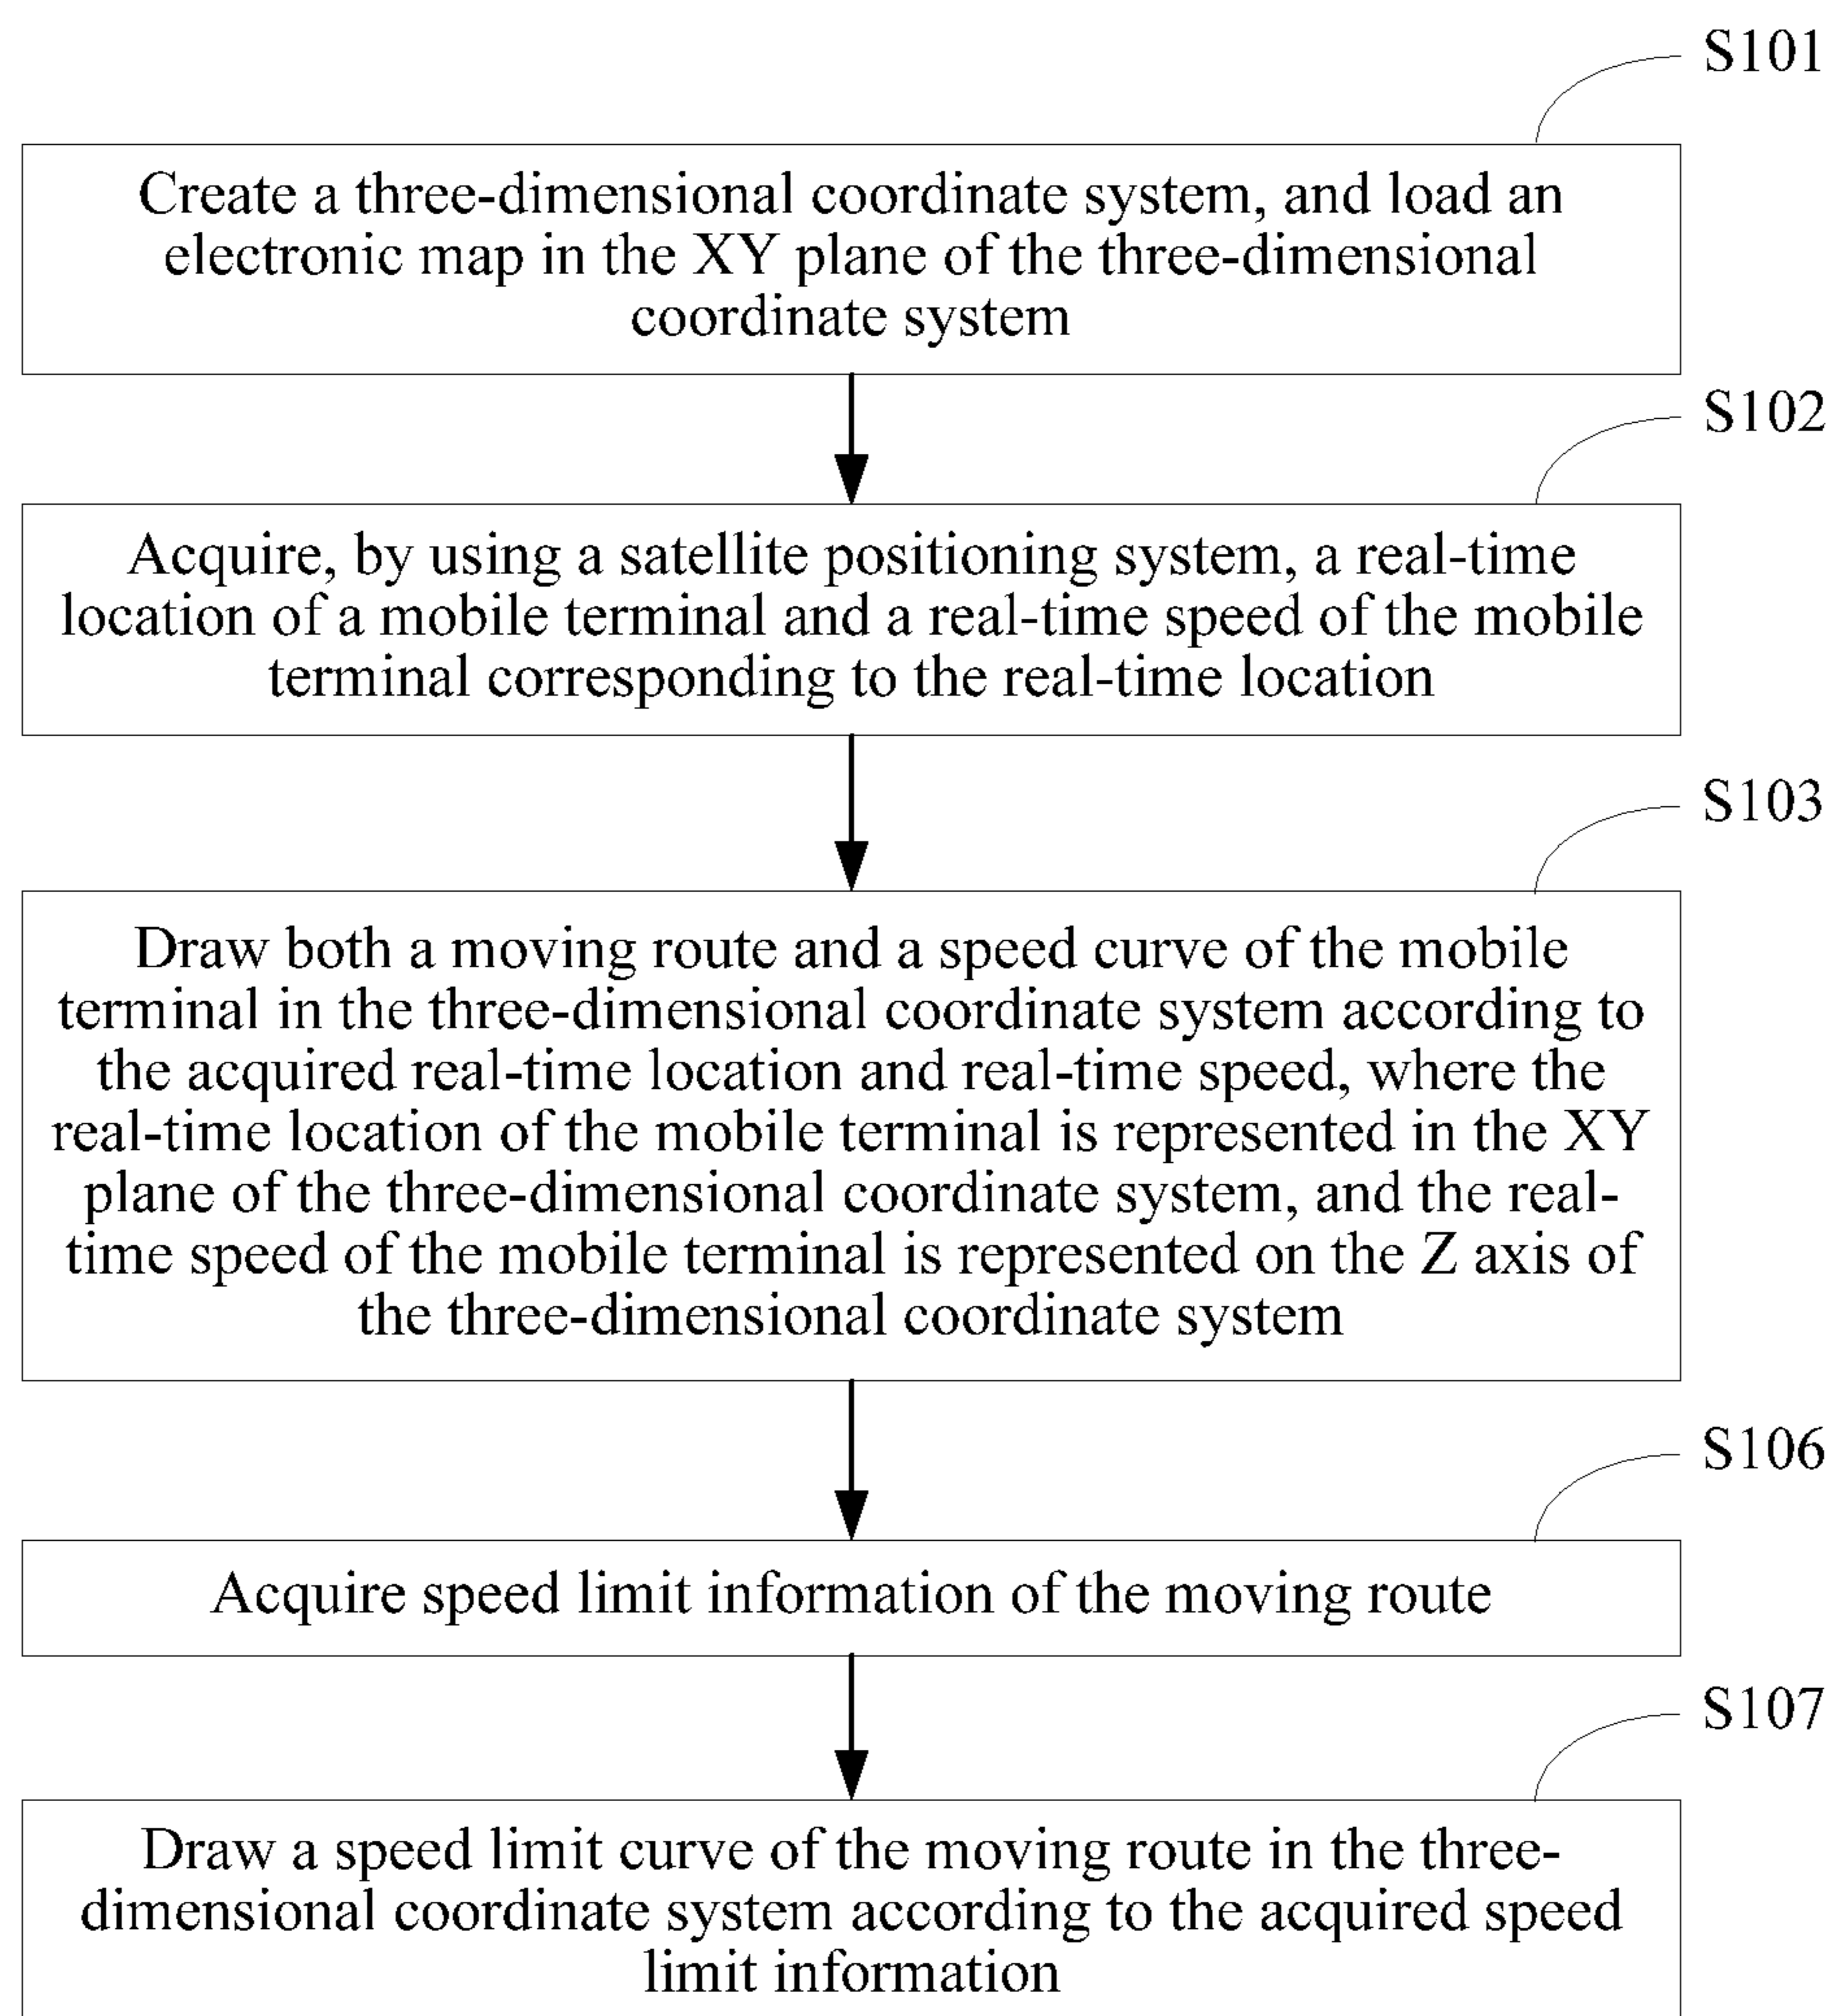 S101
Create a three-dimensional coordinate system, and load an
electronic map in the XY plane of the three-dimensional
coordinate system
S102
Acquire, by using a satellite positioning system, a real-time
location of a mobile terminal and a real-time speed of the mobile
terminal corresponding to the real-time location
S103
Draw both a moving route and a speed curve of the mobile
terminal in the three-dimensional coordinate system according to
the acquired real-time location and real-time speed, where the
real-time location of the mobile terminal is represented in the XY
plane of the three-dimensional coordinate system, and the real-
time speed of the mobile terminal is represented on the Z axis of
the three-dimensional coordinate system
S106
Acquire speed limit information of the moving route
S107
Draw a speed limit curve of the moving route in the three-
dimensional coordinate system according to the acquired speed
limit information